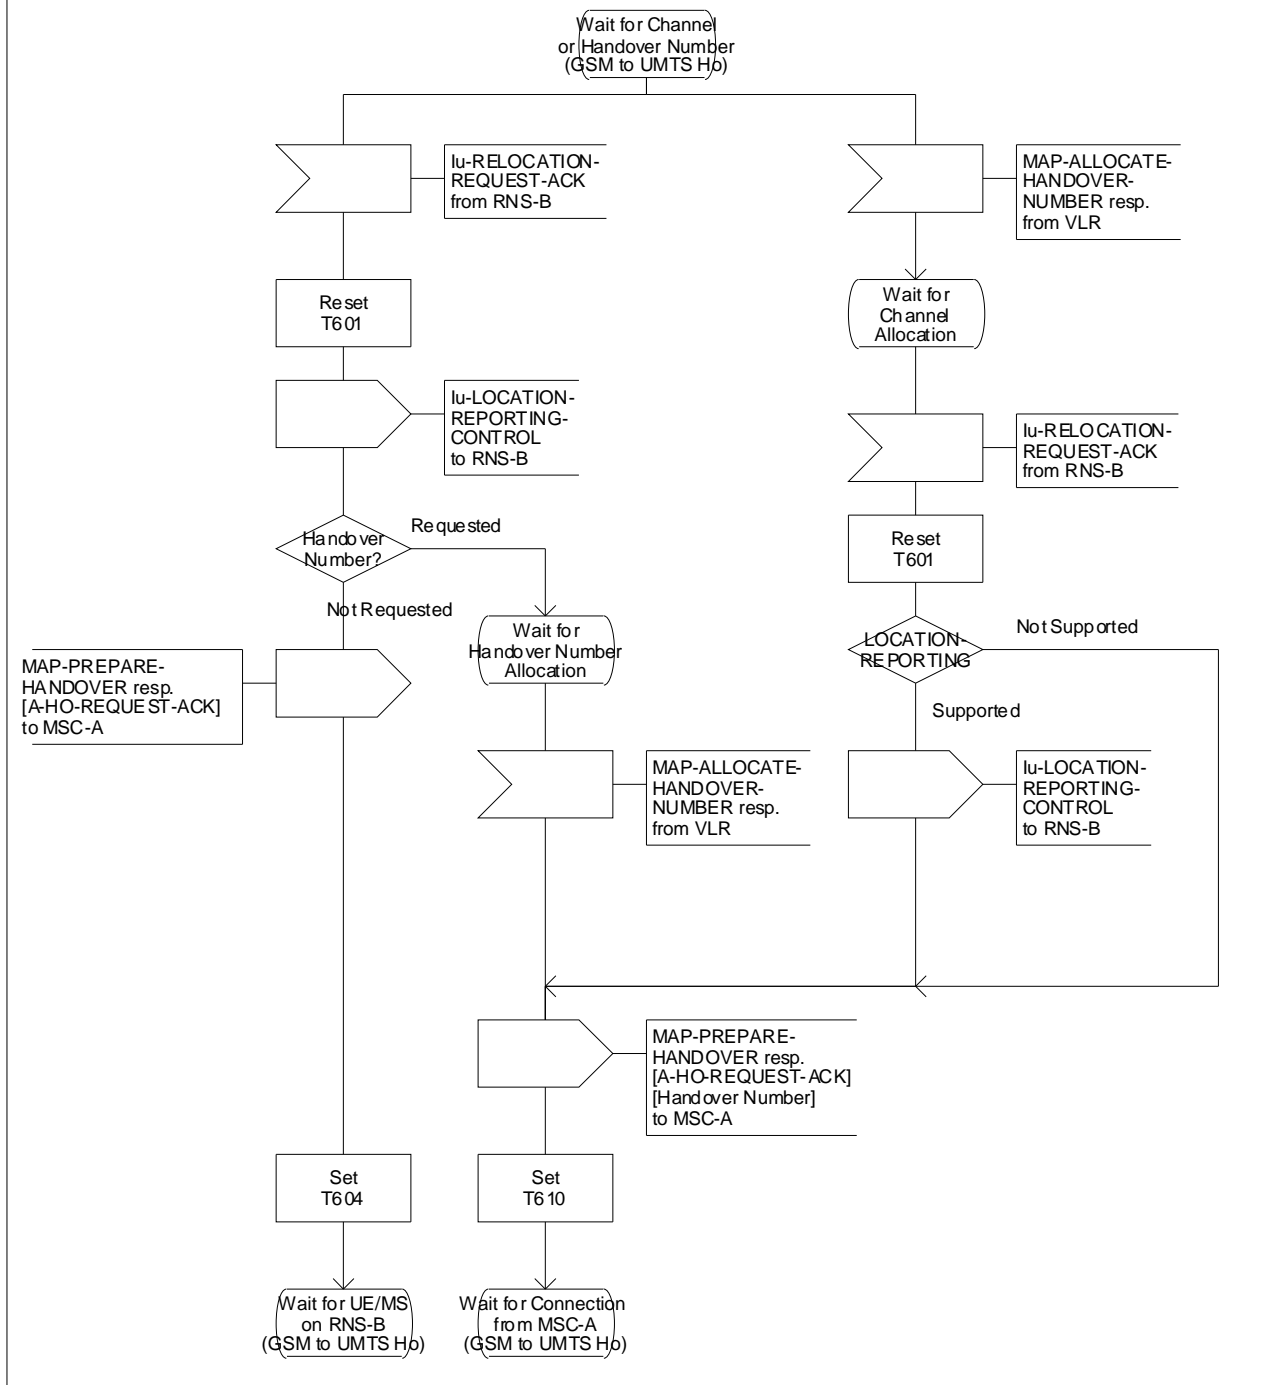 Wait for Channel
or Handover Number
(GSM to UMTS Ho)
Iu-RELOCATION-
REQUEST-ACK
from RNS-B
MAP-ALLOCATE-
HANDOVER-
NUMBER resp.
from VLR
Reset
T601
Wait for
Channel
Allocation
Iu-LOCATION-
REPORTING-
CONTROL
to RNS-B
Iu-RELOCATION-
REQUEST-ACK
from RNS-B
Handover
Number?
Requested
Not Requested
Reset
T601
Wait for
Handover Number
Allocation
LOCATION-
REPORTING
Not Supported
Supported
MAP-PREPARE-
HANDOVER resp.
[A-HO-REQUEST-ACK]
to MSC-A
MAP-ALLOCATE-
HANDOVER-
NUMBER resp.
from VLR
Iu-LOCATION-
REPORTING-
CONTROL
to RNS-B
MAP-PREPARE-
HANDOVER resp.
[A-HO-REQUEST-ACK]
[Handover Number]
to MSC-A
Set
T604
Set
T610
Wait for UE/MS
on RNS-B
(GSM to UMTS Ho)
Wait for Connection
from MSC-A
(GSM to UMTS Ho)